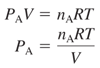 P_A V = n_A RT
P_A = n_A RT / V